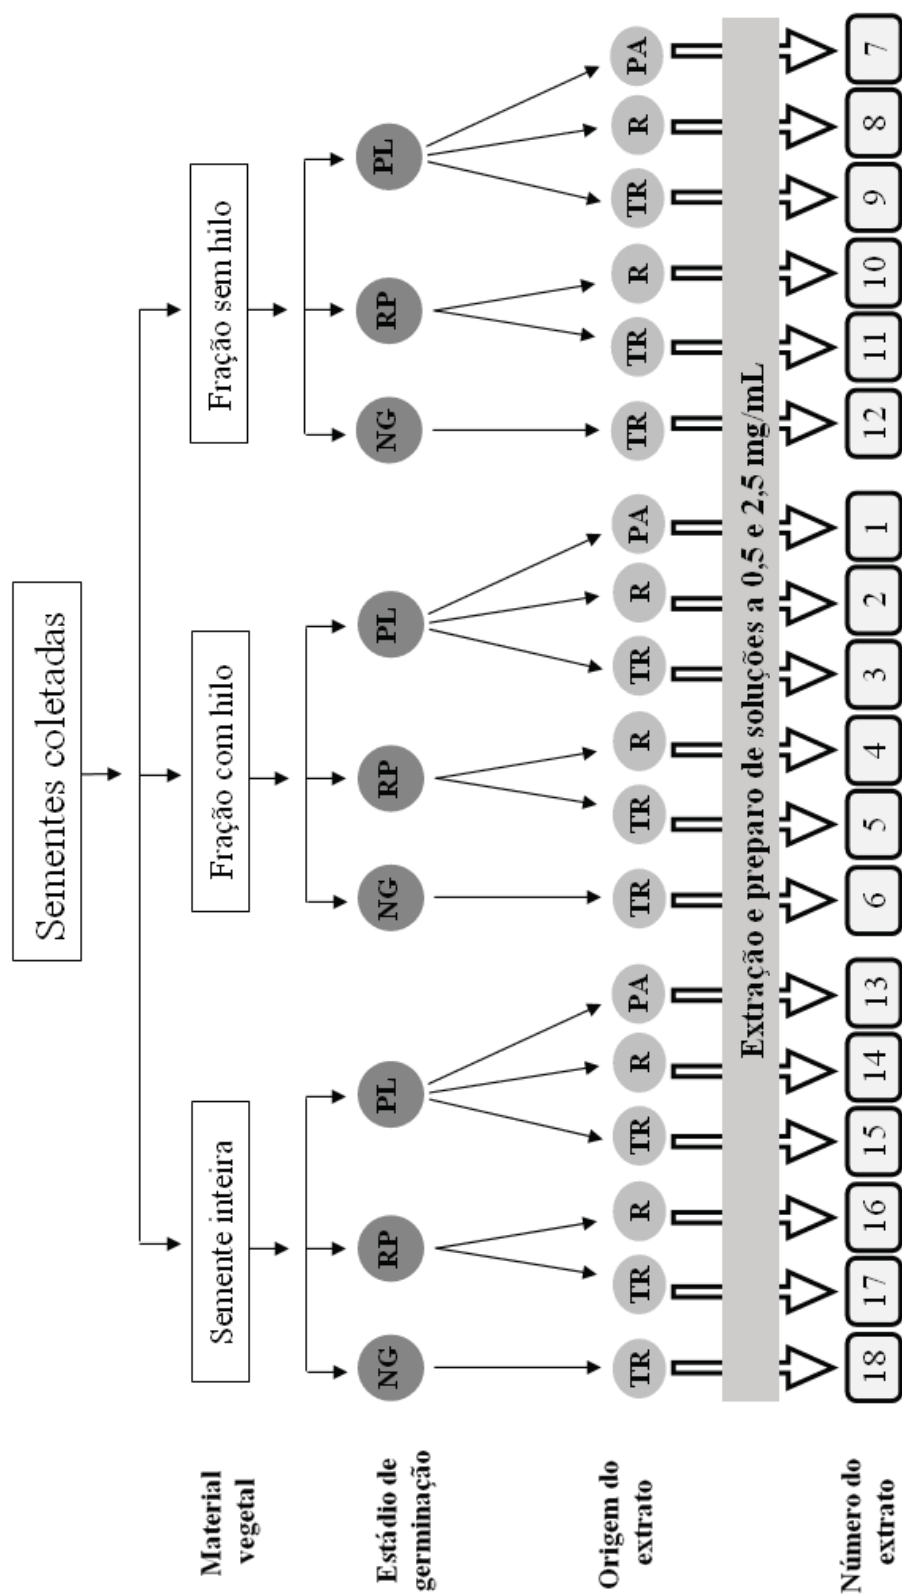 Sementes coletadas
Material
vegetal
Semente inteira
Fração com hilo
Fração sem hilo
Estádio de
germinação
NG
RP
PL
NG
RP
PL
NG
RP
PL
Origem do
extrato
TR
TR
R
TR
R
PA
TR
TR
R
TR
R
PA
TR
TR
R
TR
R
PA
Extração e preparo de soluções a 0,5 e 2,5 mg/mL
Número do
extrato
18
17
16
15
14
13
6
5
4
3
2
1
12
11
10
9
8
7